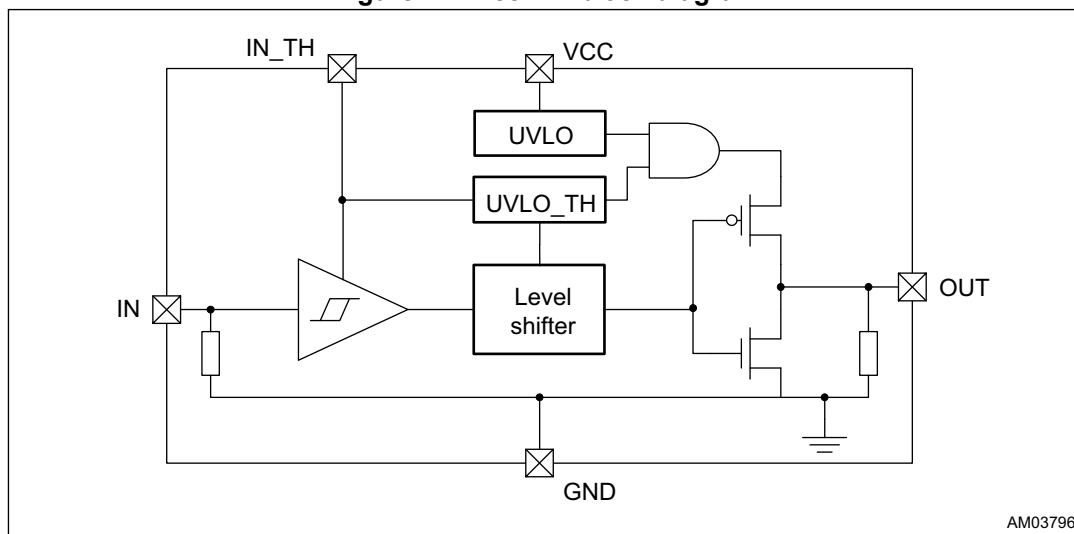 IN_TH
VCC
UVLO
UVLO_TH
IN
Level
shifter
OUT
GND
AM03796